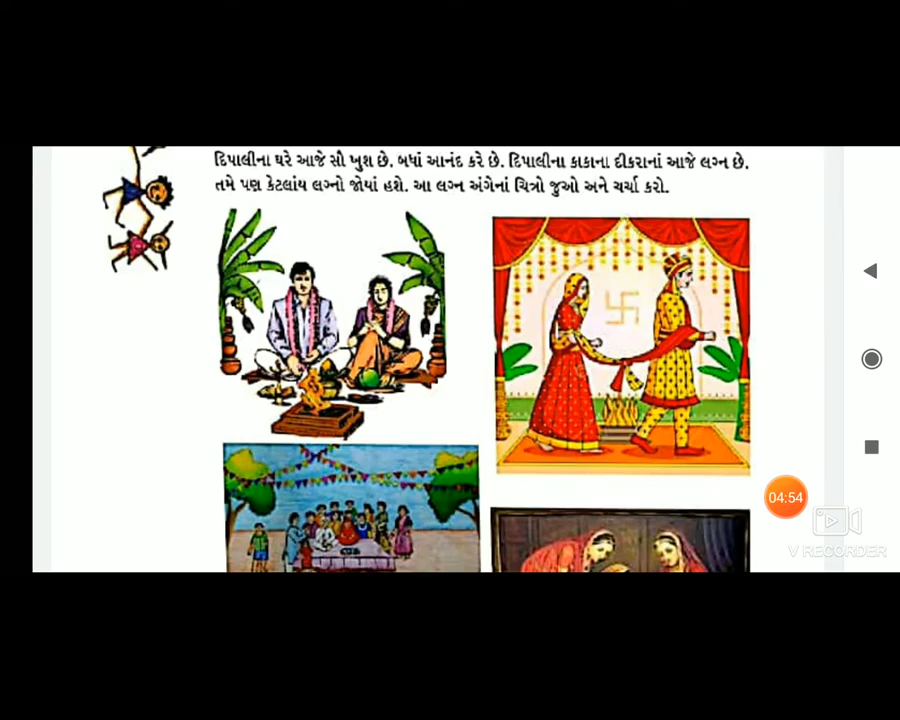 દિપાલીના ઘરે આજે સૌ ખુશ છે. બધાં આનંદ કરે છે. દિપાલીના કાકાના દીકરાનાં આજે લગ્ન છે.
તમે પણ કેટલાંય લગ્નો જોયાં હશે. આ લગ્ન અંગેનાં ચિત્રો જુઓ અને ચર્ચા કરો.
04:54
V RECORDER